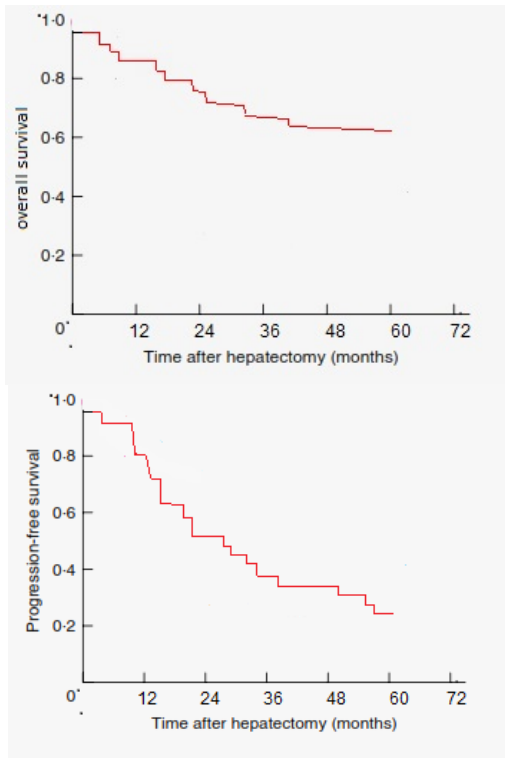 1·0
0·8
0·6
0·4
0·2
0
overall survival
12 24 36 48 60 72
Time after hepatectomy (months)
1·0
0·8
0·6
0·4
0·2
0
Progression-free survival
12 24 36 48 60 72
Time after hepatectomy (months)